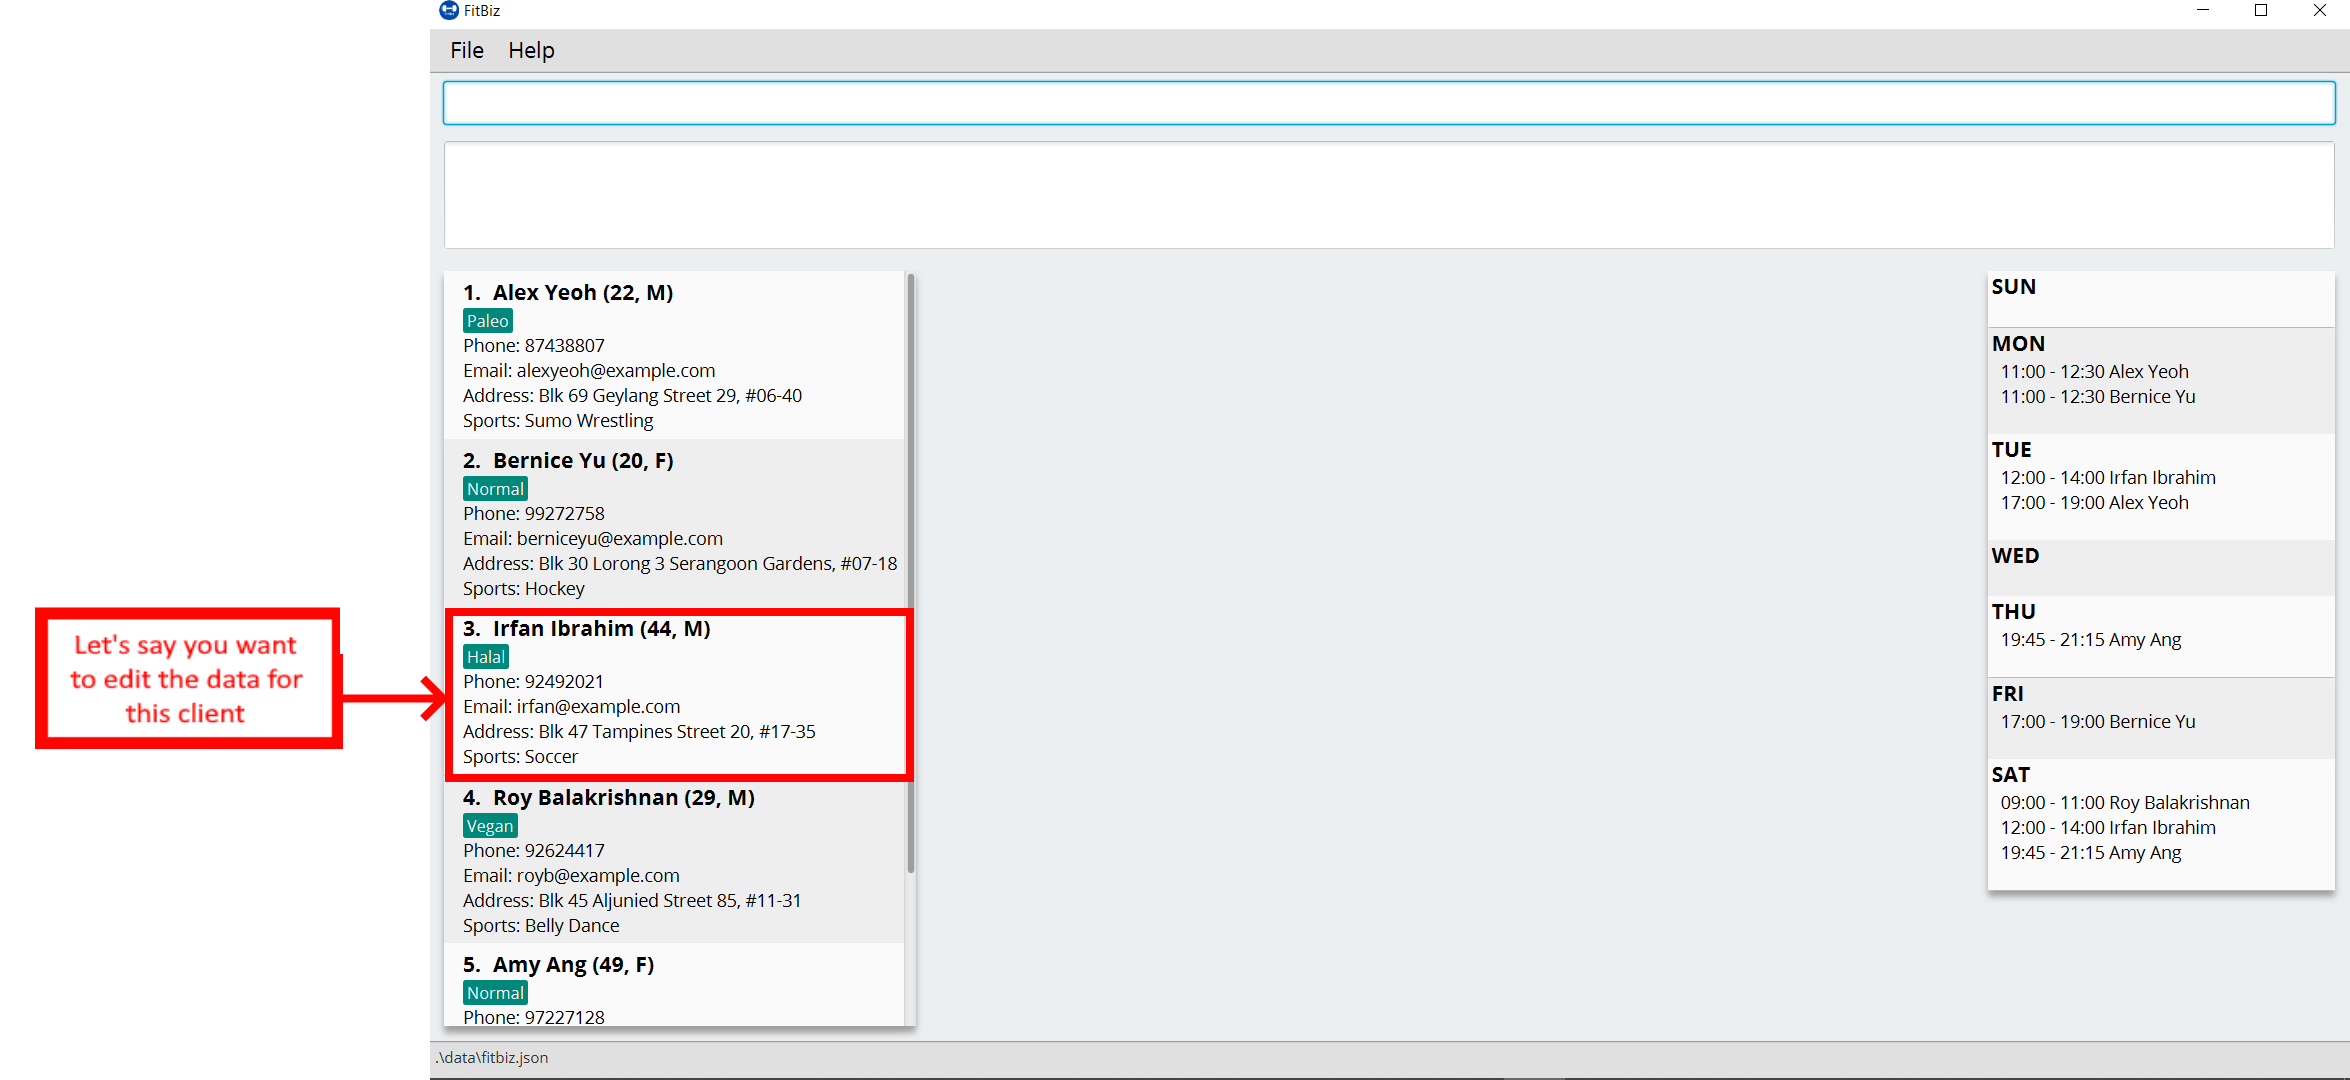 FitBiz
File Help
1. Alex Yeoh (22, M)
Paleo
Phone: 87438807
Email: alexyeoh@example.com
Address: Blk 69 Geylang Street 29, #06-40
Sports: Sumo Wrestling
2. Bernice Yu (20, F)
Normal
Phone: 99272758
Email: berniceyu@example.com
Address: Blk 30 Lorong 3 Serangoon Gardens, #07-18
Sports: Hockey
Let's say you want
to edit the data for
this client
3. Irfan Ibrahim (44, M)
Halal
Phone: 92492021
Email: irfan@example.com
Address: Blk 47 Tampines Street 20, #17-35
Sports: Soccer
4. Roy Balakrishnan (29, M)
Vegan
Phone: 92624417
Email: royb@example.com
Address: Blk 45 Aljunied Street 85, #11-31
Sports: Belly Dance
5. Amy Ang (49, F)
Normal
Phone: 97227128
SUN
MON
11:00 - 12:30 Alex Yeoh
11:00 - 12:30 Bernice Yu
TUE
12:00 - 14:00 Irfan Ibrahim
17:00 - 19:00 Alex Yeoh
WED
THU
19:45 - 21:15 Amy Ang
FRI
17:00 - 19:00 Bernice Yu
SAT
09:00 - 11:00 Roy Balakrishnan
12:00 - 14:00 Irfan Ibrahim
19:45 - 21:15 Amy Ang
.\data\fitbiz.json